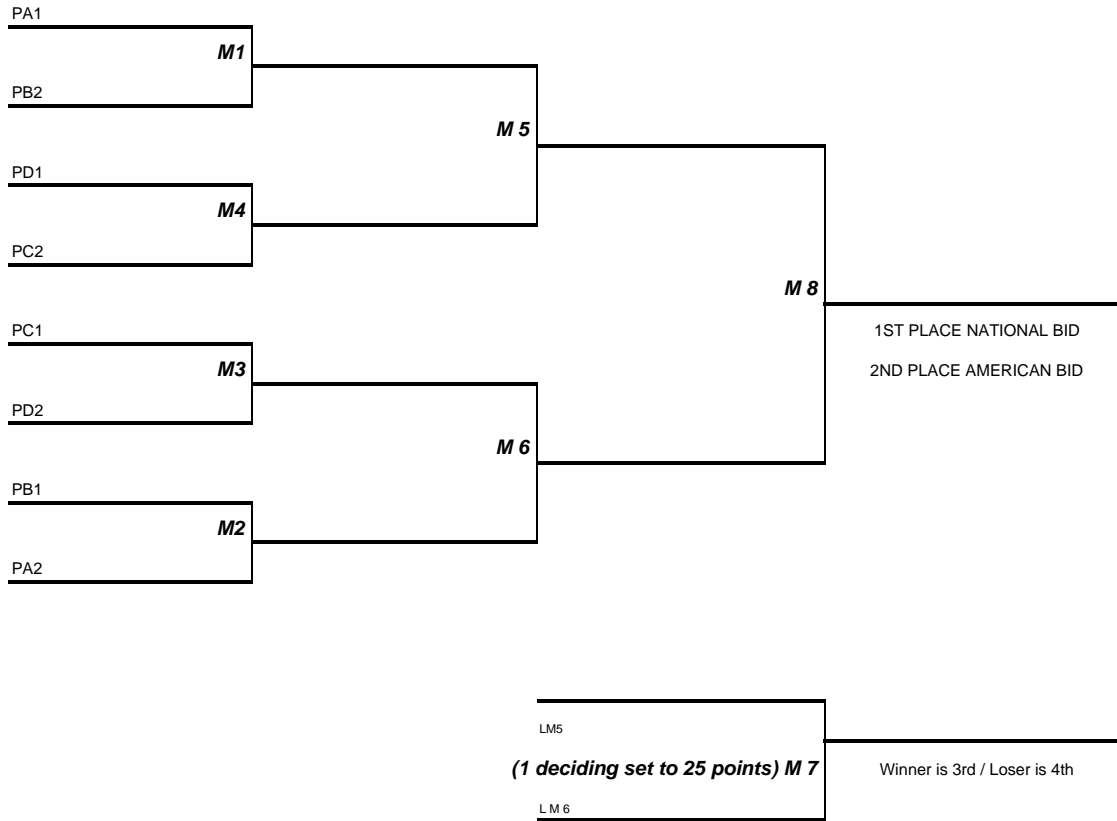 PA1
M1
PB2
M 5
PD1
M4
PC2
M 8
PC1
1ST PLACE NATIONAL BID
M3
2ND PLACE AMERICAN BID
PD2
M 6
PB1
M2
PA2
LM5
(1 deciding set to 25 points) M 7
Winner is 3rd / Loser is 4th
L M 6